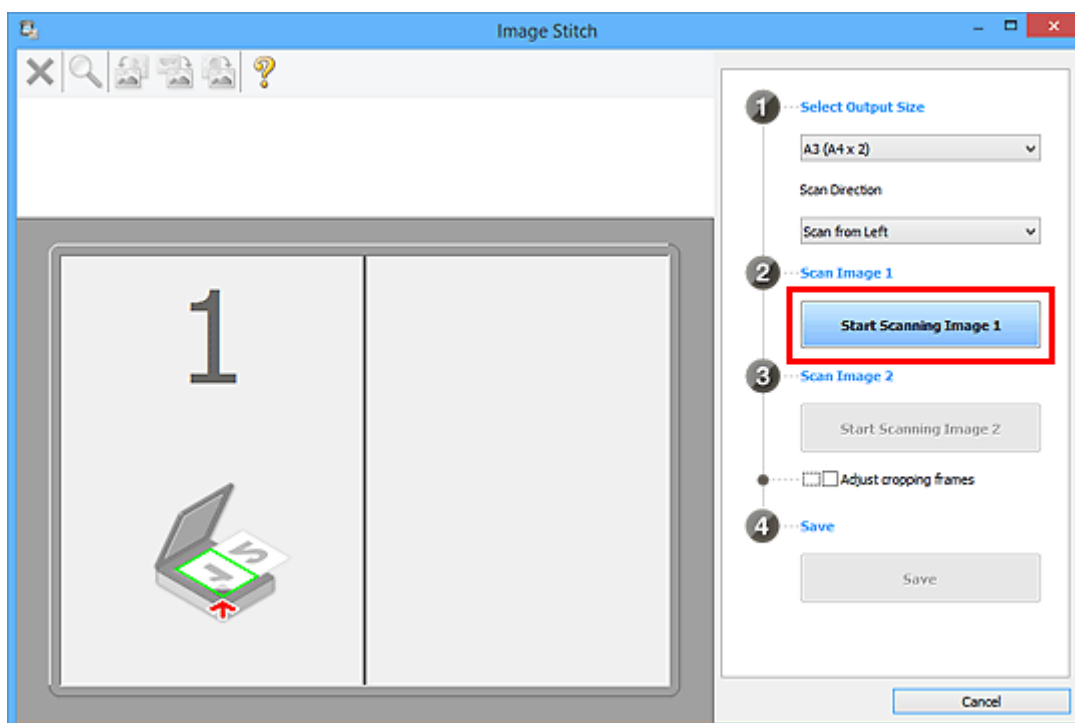 Image Stitch
1
Select Output Size
A3 (A4 x 2)
Scan Direction
Scan from Left
2
Scan Image 1
Start Scanning Image 1
3
Scan Image 2
Start Scanning Image 2
Adjust cropping frames
4
Save
Save
Cancel
1